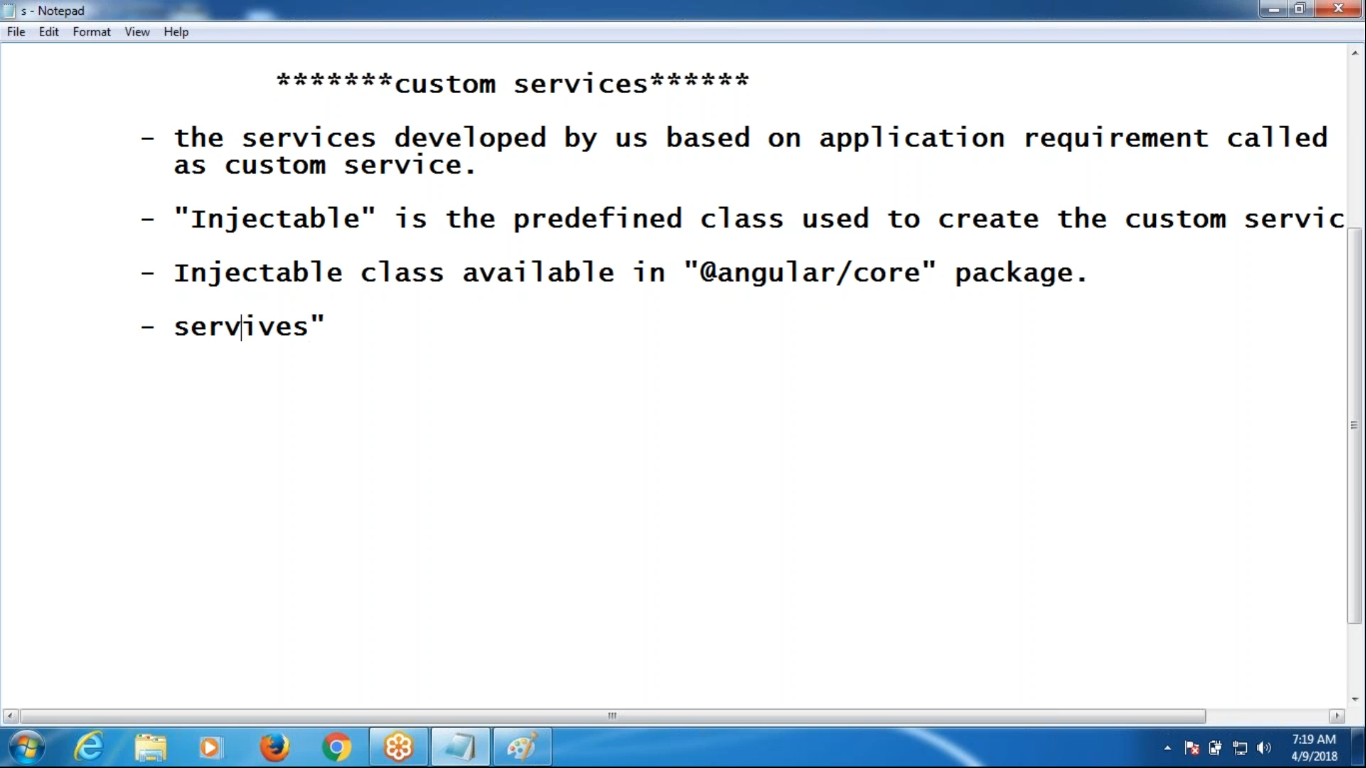 s - Notepad
File Edit Format View Help
*******custom services******
- the services developed by us based on application requirement called
as custom service.
- "Injectable" is the predefined class used to create the custom servic
- Injectable class available in "@angular/core" package.
- servives"
7:19 AM
4/9/2018